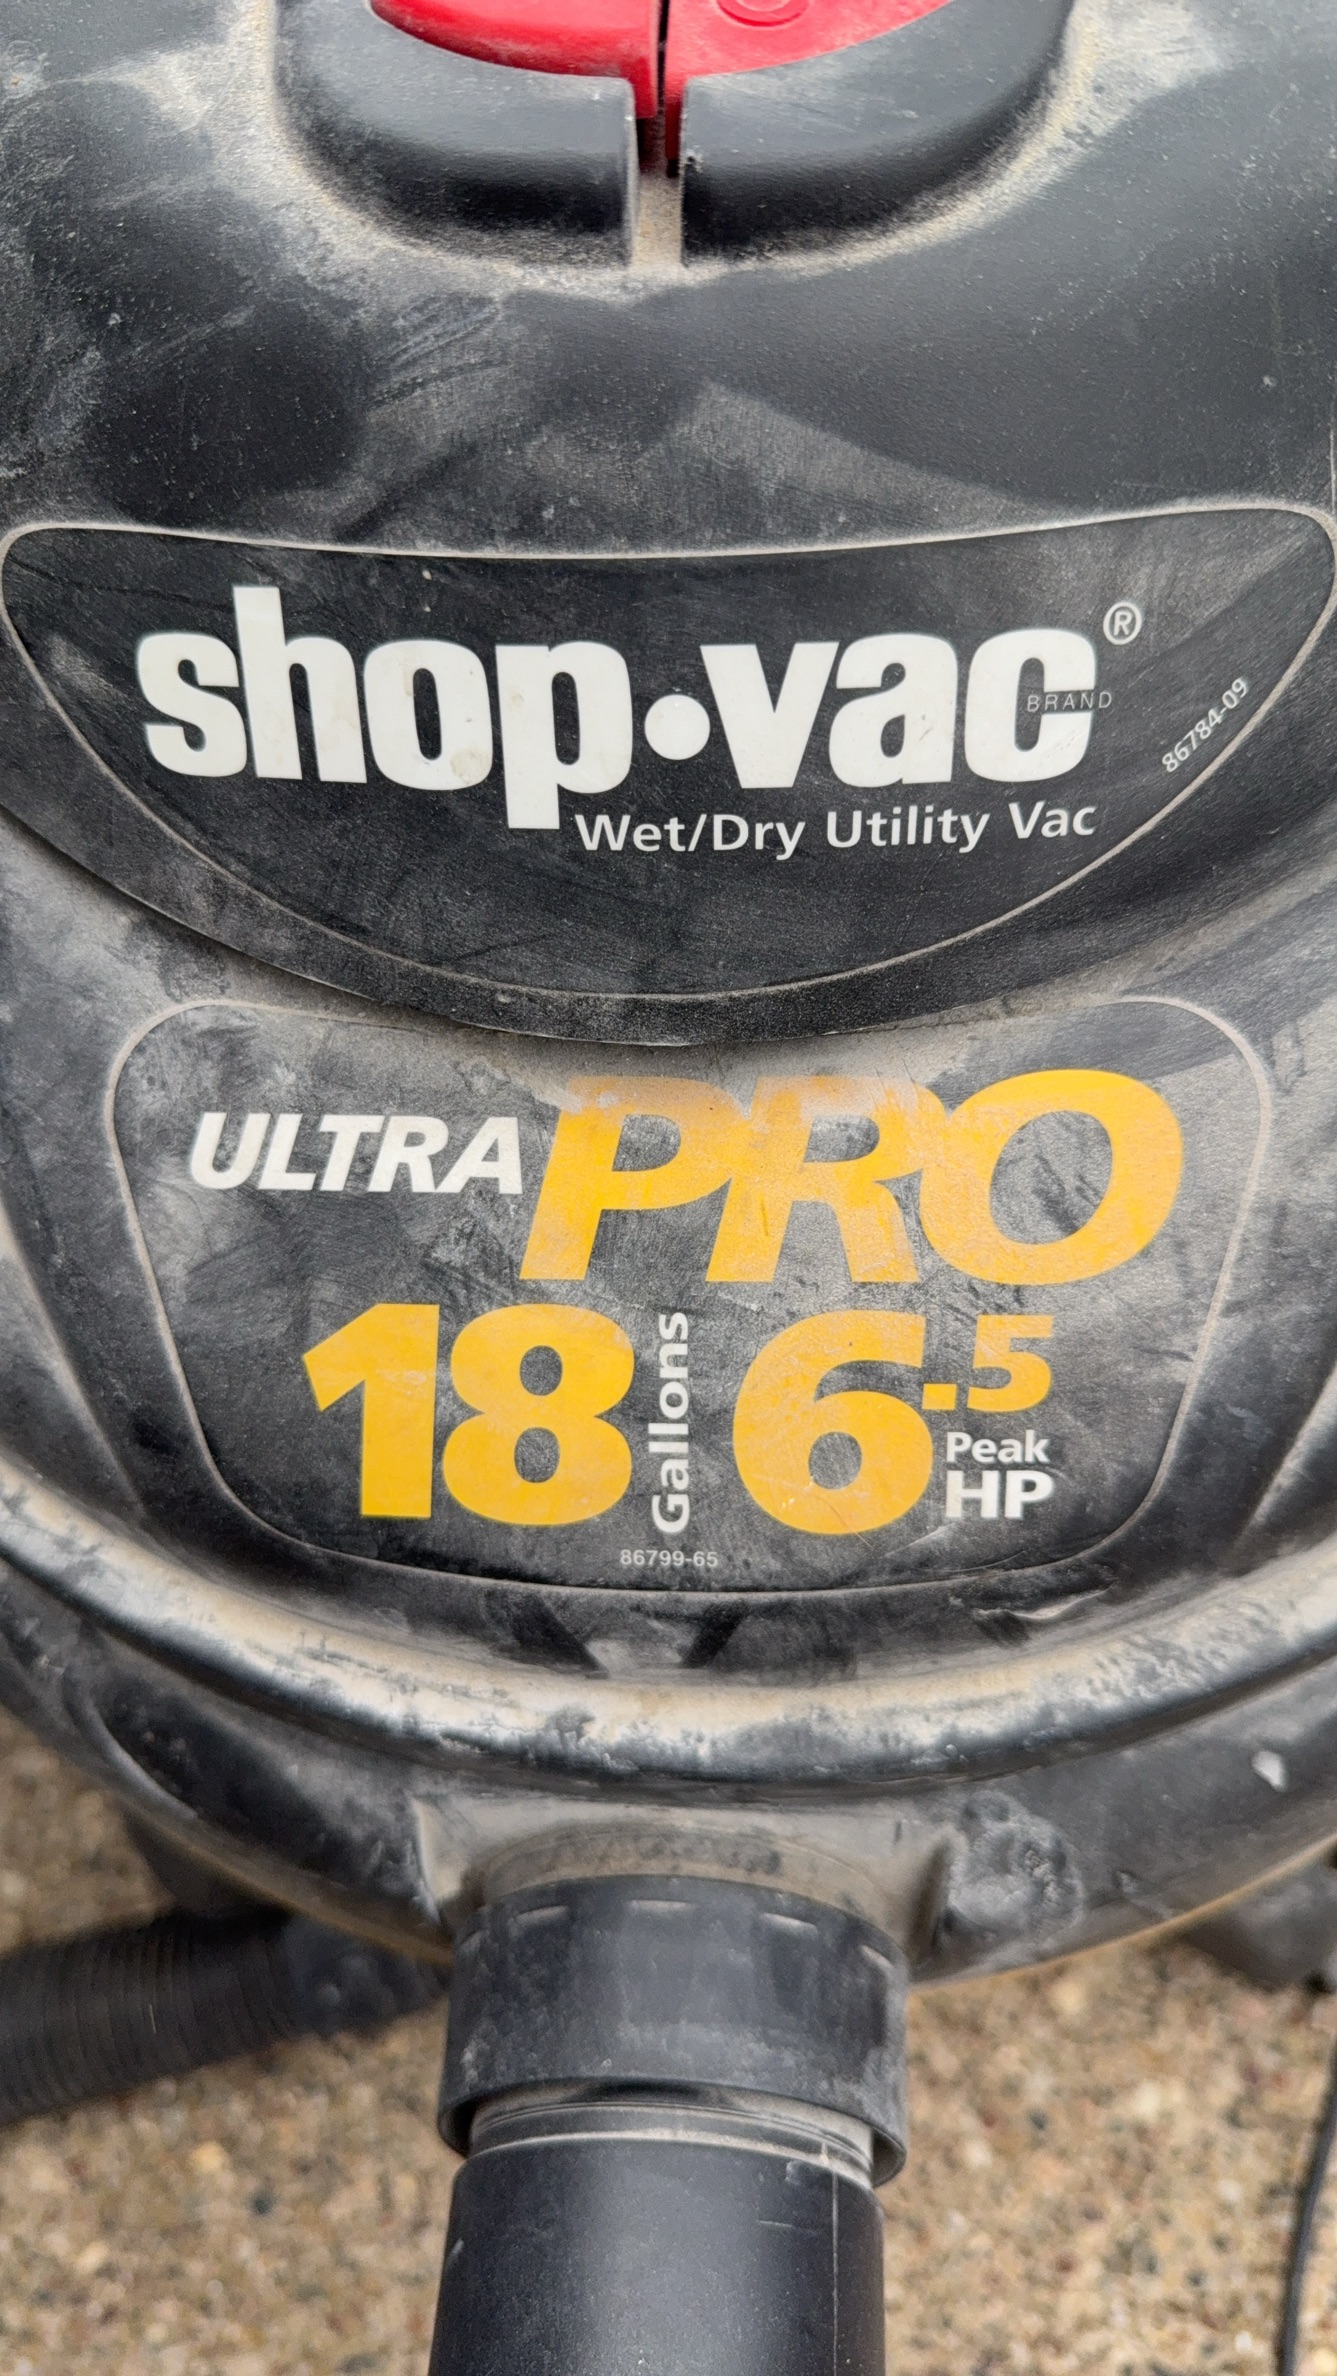 shop·vac®
BRAND
86784-09
Wet/Dry Utility Vac
ULTRA PRO
18 Gallons 6.5 Peak HP
86799-65